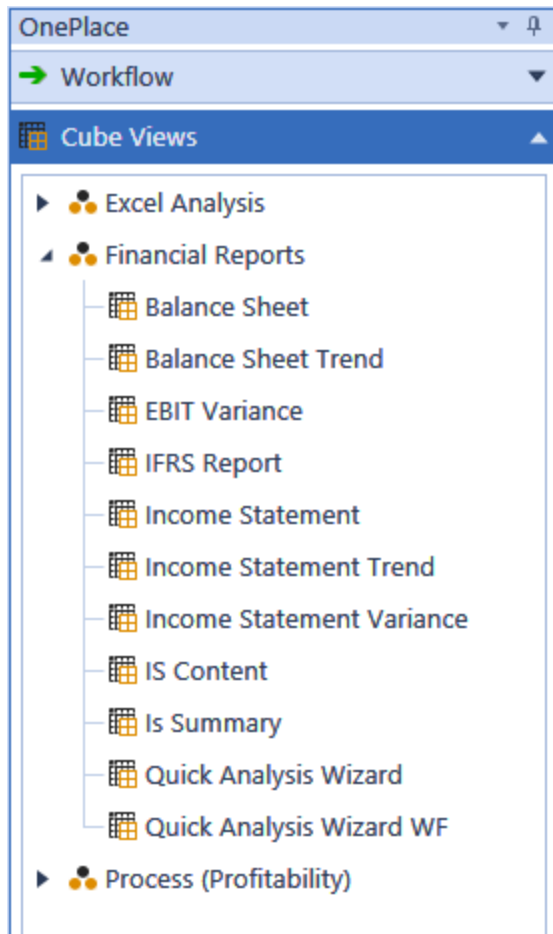 OnePlace
Workflow
Cube Views
Excel Analysis
Financial Reports
Balance Sheet
Balance Sheet Trend
EBIT Variance
IFRS Report
Income Statement
Income Statement Trend
Income Statement Variance
IS Content
Is Summary
Quick Analysis Wizard
Quick Analysis Wizard WF
Process (Profitability)